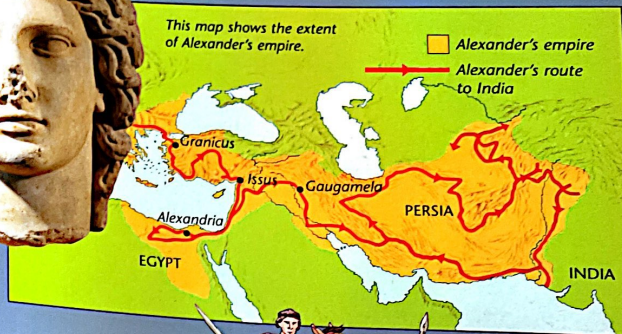 This map shows the extent
of Alexander's empire.
Alexander's empire
Alexander's route
to India
Granicus
Issus
Gaugamela
Alexandria
PERSIA
EGYPT
INDIA